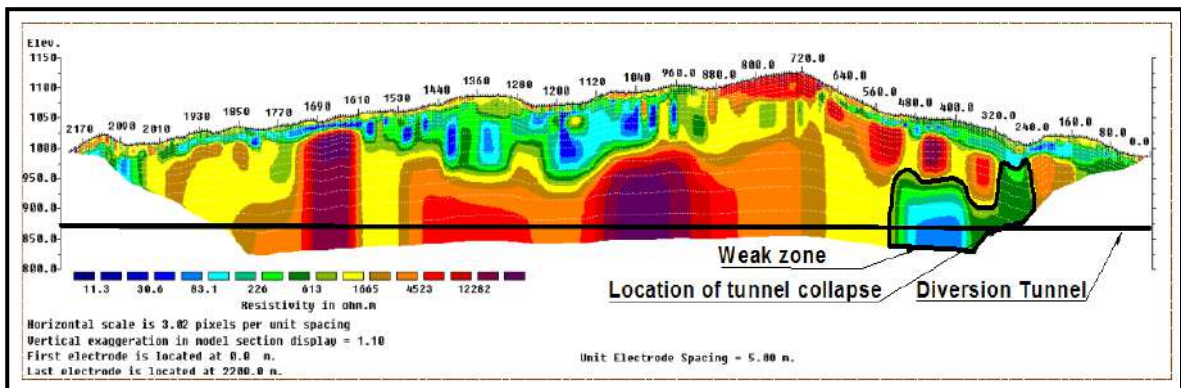 Elev.
1150
1100
1050
1000
950.0
900.0
850.0
800.0
2170 2090 2010 1930 1850 1770 1690 1610 1530 1440 1360 1280 1200 1120 1040 960.0 880.0 800.0 720.0 640.0 560.0 480.0 400.0 320.0 240.0 160.0 80.0 0.0
Weak zone
Location of tunnel collapse
Diversion Tunnel
11.3 30.6 83.1 226 613 1665 4523 12282
Resistivity in ohm.m
Horizontal scale is 3.02 pixels per unit spacing
Vertical exaggeration in model section display = 1.10
First electrode is located at 0.0 m.
Last electrode is located at 2200.0 m.
Unit Electrode Spacing = 5.00 m.